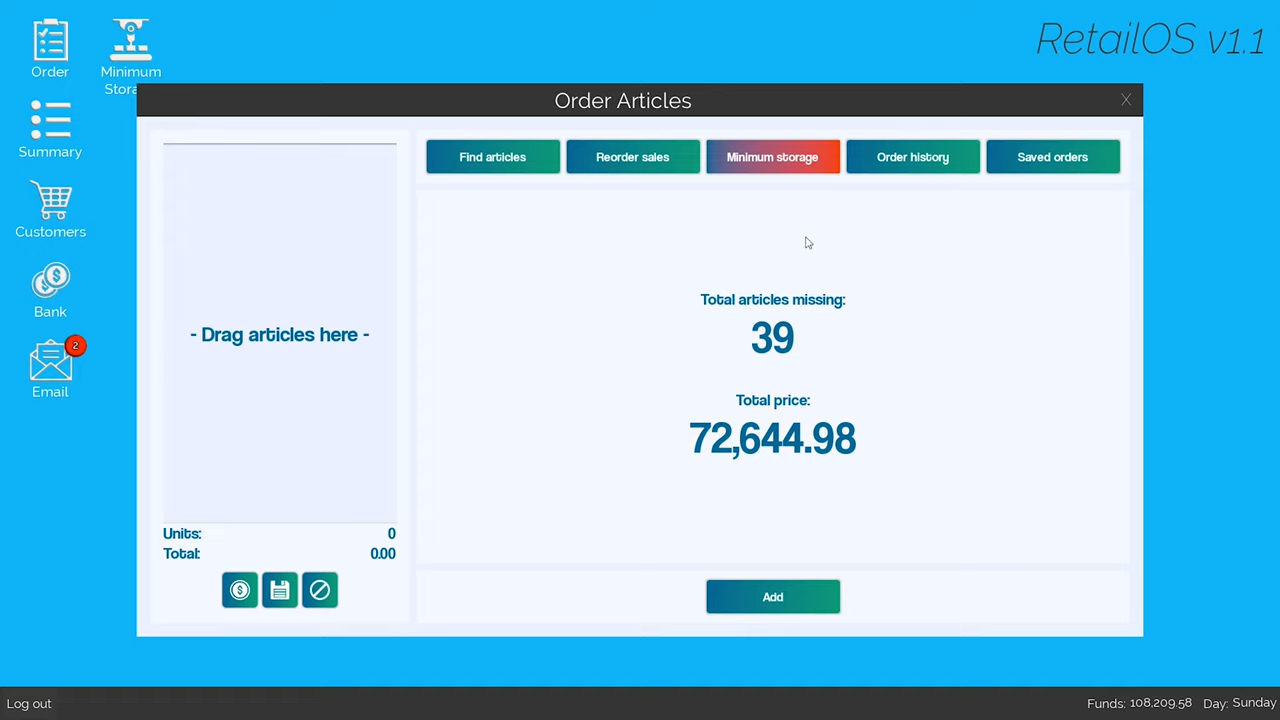 RetailOS v1.1
Order
Minimum
Stora
Summary
Customers
Bank
2
Email
Order Articles
X
Find articles
Reorder sales
Minimum storage
Order history
Saved orders
- Drag articles here -
Total articles missing:
39
Total price:
72,644.98
Units: 0
Total: 0.00
Add
Log out
Funds: 108,209.58 Day: Sunday